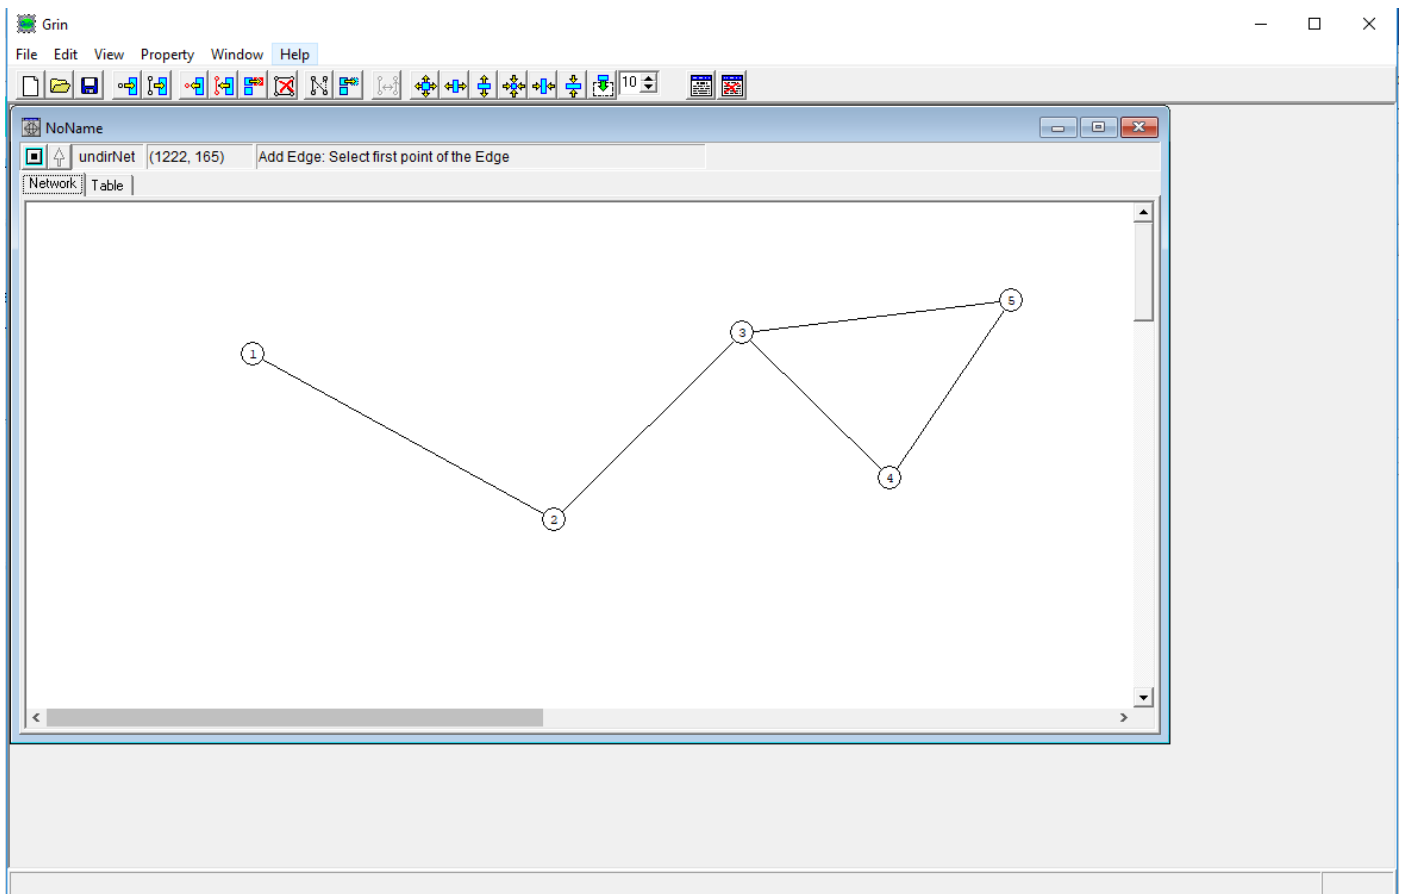 Grin
File Edit View Property Window Help
10
NoName
undirNet (1222, 165) Add Edge: Select first point of the Edge
Network Table
5
3
1
4
2